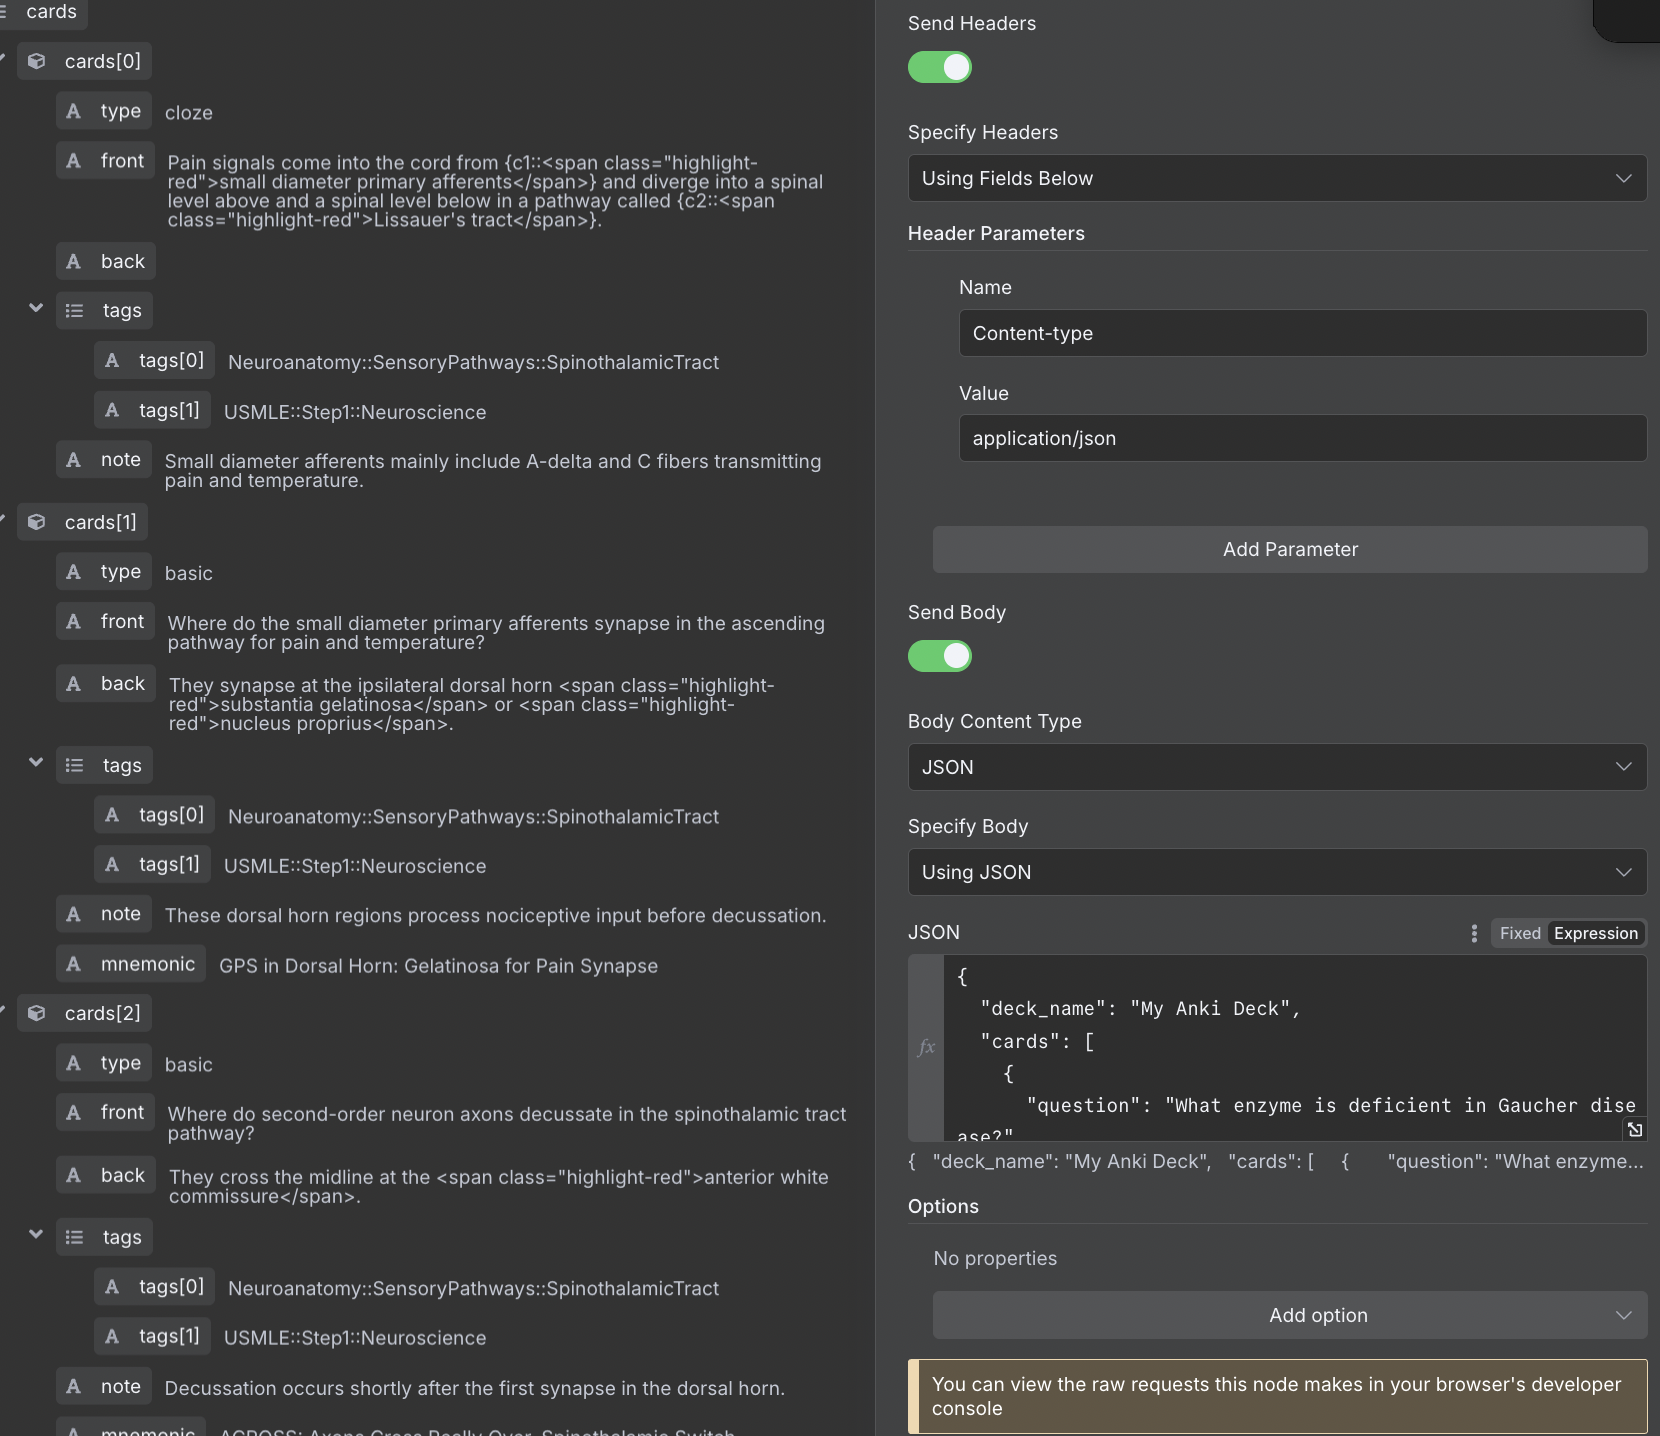 cards
cards[0]
type cloze
front Pain signals come into the cord from {c1::<span class="highlight-
red">small diameter primary afferents</span>} and diverge into a spinal
level above and a spinal level below in a pathway called {c2::<span
class="highlight-red">Lissauer's tract</span>}.
back
tags
tags[0] Neuroanatomy::SensoryPathways::SpinothalamicTract
tags[1] USMLE::Step1::Neuroscience
note Small diameter afferents mainly include A-delta and C fibers transmitting
pain and temperature.
cards[1]
type basic
front Where do the small diameter primary afferents synapse in the ascending
pathway for pain and temperature?
back They synapse at the ipsilateral dorsal horn <span class="highlight-
red">substantia gelatinosa</span> or <span class="highlight-
red">nucleus proprius</span>.
tags
tags[0] Neuroanatomy::SensoryPathways::SpinothalamicTract
tags[1] USMLE::Step1::Neuroscience
note These dorsal horn regions process nociceptive input before decussation.
mnemonic GPS in Dorsal Horn: Gelatinosa for Pain Synapse
cards[2]
type basic
front Where do second-order neuron axons decussate in the spinothalamic tract
pathway?
back They cross the midline at the <span class="highlight-red">anterior white
commissure</span>.
tags
tags[0] Neuroanatomy::SensoryPathways::SpinothalamicTract
tags[1] USMLE::Step1::Neuroscience
note Decussation occurs shortly after the first synapse in the dorsal horn.
mnemonic ACROSS: Axons Cross Really Over, Spinothalamic Switch
Send Headers
Specify Headers
Using Fields Below
Header Parameters
Name
Content-type
Value
application/json
Add Parameter
Send Body
Body Content Type
JSON
Specify Body
Using JSON
JSON Fixed Expression
fx
{
"deck_name": "My Anki Deck",
"cards": [
{
"question": "What enzyme is deficient in Gaucher dise
ase?"
{ "deck_name": "My Anki Deck", "cards": [ { "question": "What enzyme...
Options
No properties
Add option
You can view the raw requests this node makes in your browser's developer
console